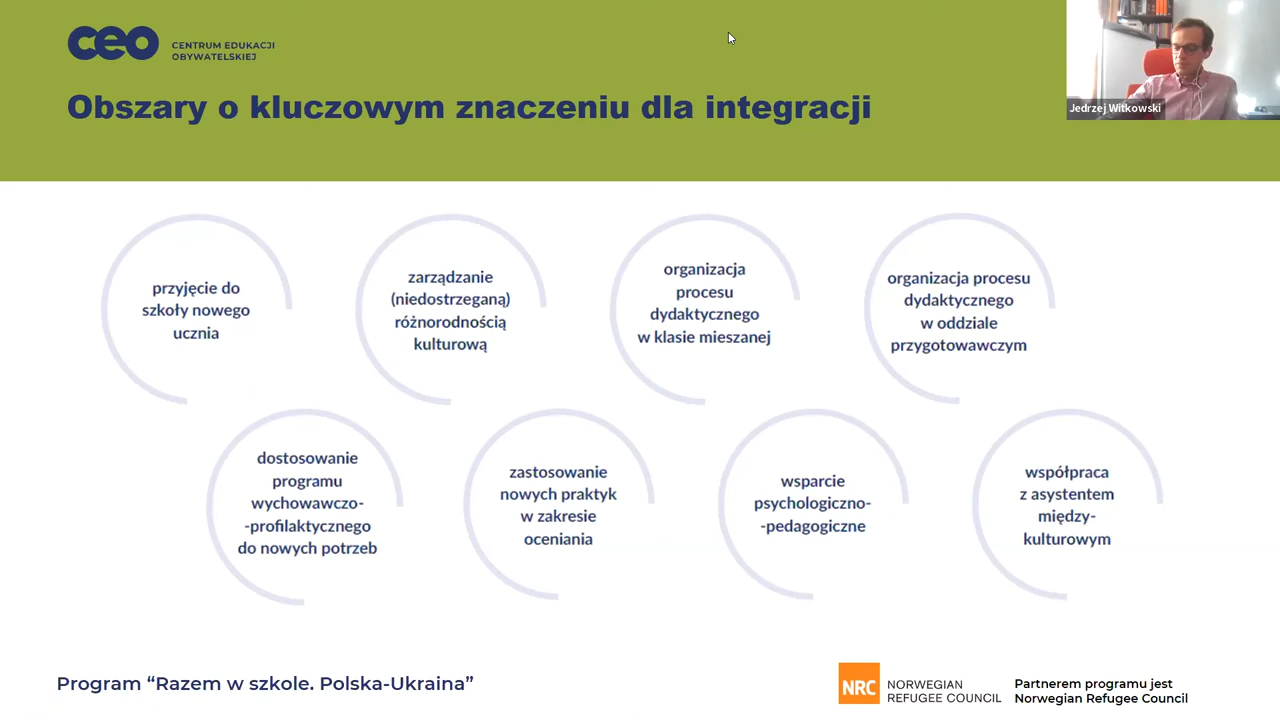 ceo
CENTRUM EDUKACJI
OBYWATELSKIEJ
Obszary o kluczowym znaczeniu dla integracji
Jedrzej Witkowski
przyjęcie do
szkoły nowego
ucznia
zarządzanie
(niedostrzeganą)
różnorodnością
kulturową
organizacja
procesu
dydaktycznego
w klasie mieszanej
organizacja procesu
dydaktycznego
w oddziale
przygotowawczym
dostosowanie
programu
wychowawczo-
-profilaktycznego
do nowych potrzeb
zastosowanie
nowych praktyk
w zakresie
oceniania
wsparcie
psychologiczno-
-pedagogiczne
współpraca
z asystentem
między-
kulturowym
Program “Razem w szkole. Polska-Ukraina”
NRC
NORWEGIAN
REFUGEE COUNCIL
Partnerem programu jest
Norwegian Refugee Council